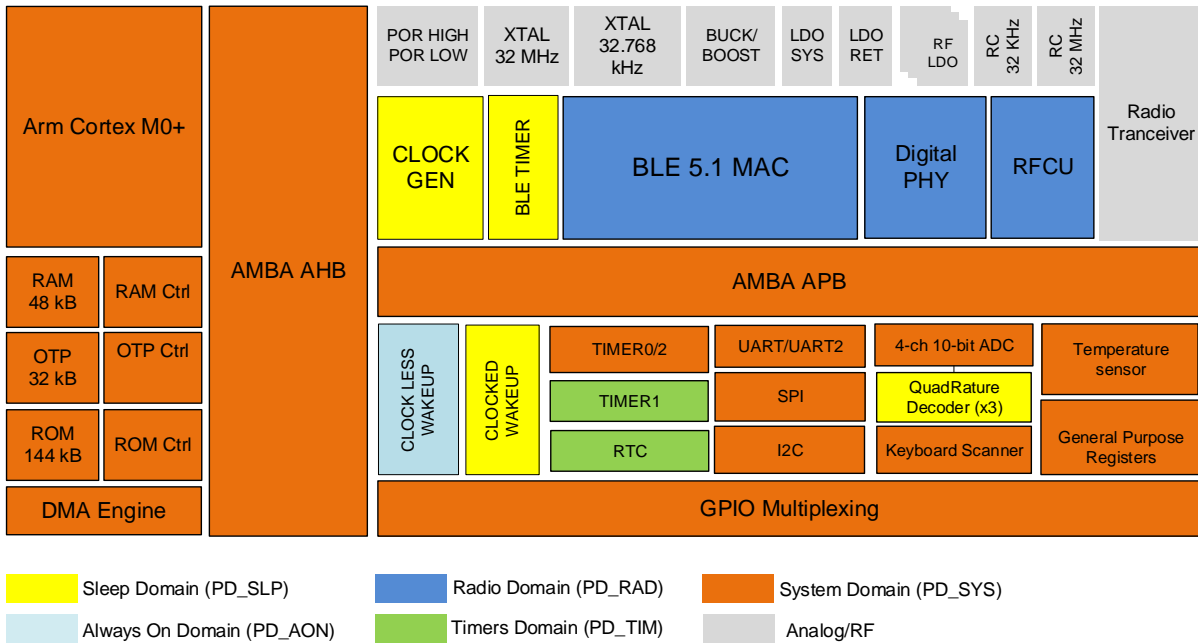 Arm Cortex M0+
RAM
48 kB
RAM Ctrl
OTP
32 kB
OTP Ctrl
ROM
144 kB
ROM Ctrl
DMA Engine
AMBA AHB
POR HIGH
POR LOW
XTAL
32 MHz
XTAL
32.768
kHz
BUCK/
BOOST
LDO
SYS
LDO
RET
RF
LDO
RC
32 KHz
RC
32 MHz
Radio
Tranceiver
CLOCK
GEN
BLE TIMER
BLE 5.1 MAC
Digital
PHY
RFCU
AMBA APB
CLOCK LESS
WAKEUP
CLOCKED
WAKEUP
TIMER0/2
TIMER1
RTC
UART/UART2
SPI
I2C
4-ch 10-bit ADC
QuadRature
Decoder (x3)
Keyboard Scanner
Temperature
sensor
General Purpose
Registers
GPIO Multiplexing
Sleep Domain (PD_SLP)
Radio Domain (PD_RAD)
System Domain (PD_SYS)
Always On Domain (PD_AON)
Timers Domain (PD_TIM)
Analog/RF